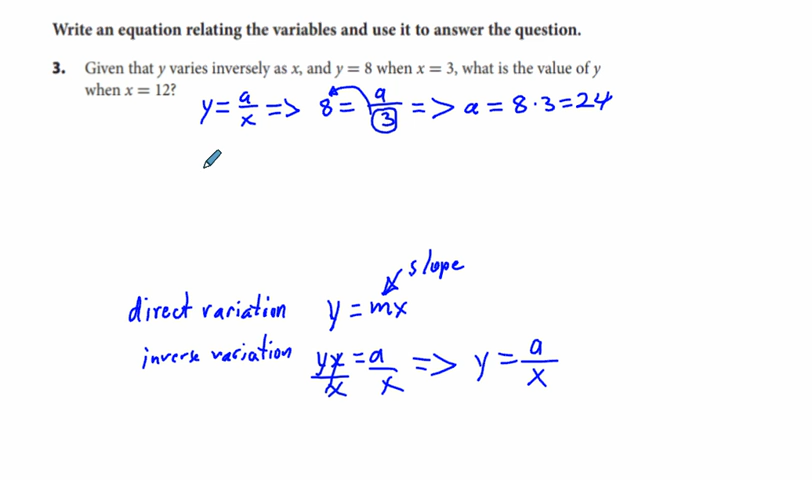 Write an equation relating the variables and use it to answer the question.
3. Given that y varies inversely as x, and y = 8 when x = 3, what is the value of y
when x = 12?
y = a/x => 8 = a/3 => a = 8·3 = 24
slope
direct variation y = mx
inverse variation yx/x = a/x => y = a/x